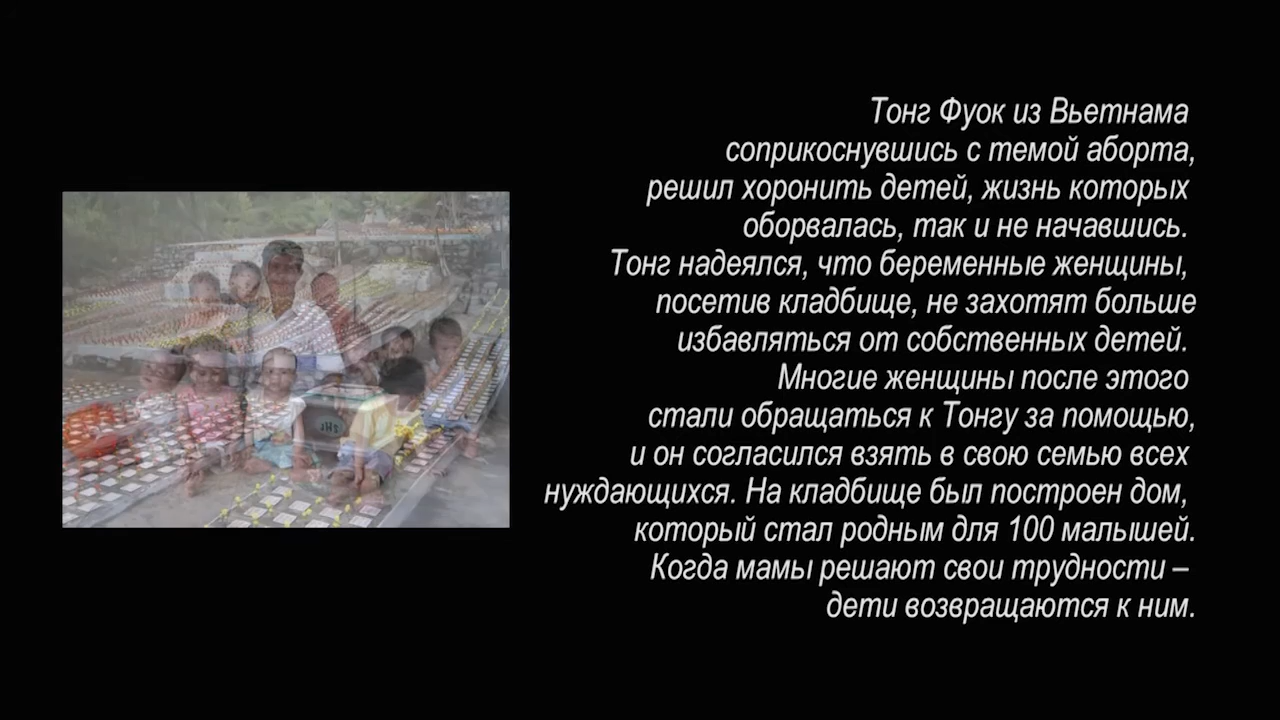 Тонг Фуок из Вьетнама
соприкоснувшись с темой аборта,
решил хоронить детей, жизнь которых
оборвалась, так и не начавшись.
Тонг надеялся, что беременные женщины,
посетив кладбище, не захотят больше
избавляться от собственных детей.
Многие женщины после этого
стали обращаться к Тонгу за помощью,
и он согласился взять в свою семью всех
нуждающихся. На кладбище был построен дом,
который стал родным для 100 малышей.
Когда мамы решают свои трудности –
дети возвращаются к ним.
JHS